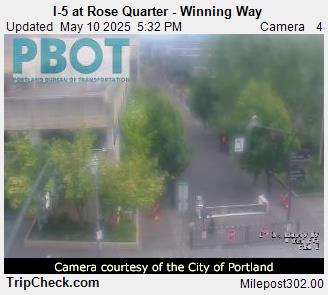 I-5 at Rose Quarter - Winning Way
Updated May 10 2025 5:32 PM Camera 4
PBOT
PORTLAND BUREAU OF TRANSPORTATION
Camera courtesy of the City of Portland
TripCheck.com Milepost302.00